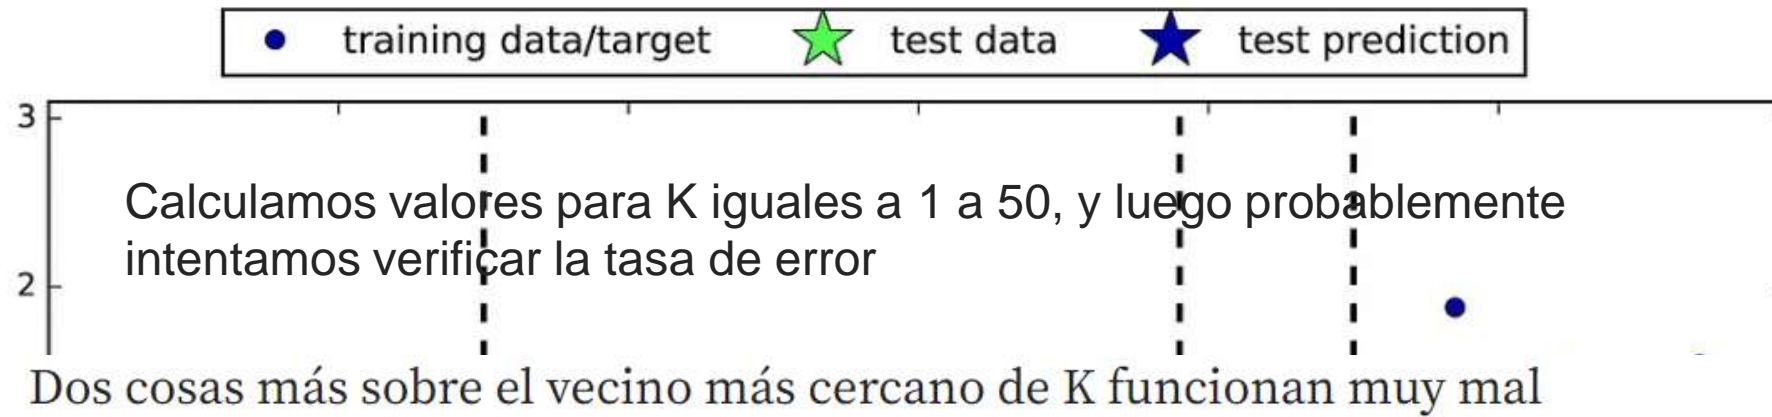 training data/target test data test prediction
3
Calculamos valores para K iguales a 1 a 50, y luego probablemente
intentamos verificar la tasa de error
2
Dos cosas más sobre el vecino más cercano de K funcionan muy mal